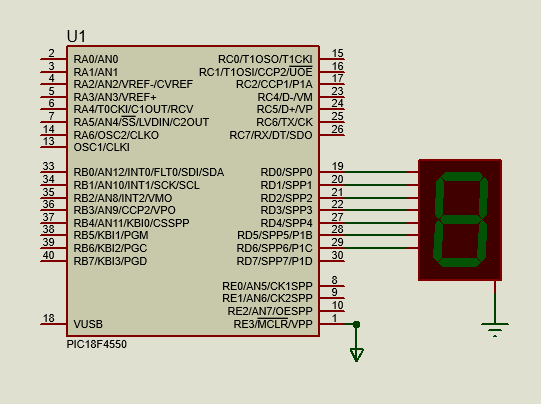 U1
2 RA0/AN0 RC0/T1OSO/T1CKI 15
3 RA1/AN1 RC1/T1OSI/CCP2/UOE 16
4 RA2/AN2/VREF-/CVREF RC2/CCP1/P1A 17
5 RA3/AN3/VREF+ RC4/D-/VM 23
6 RA4/T0CKI/C1OUT/RCV RC5/D+/VP 24
7 RA5/AN4/SS/LVDIN/C2OUT RC6/TX/CK 25
14 RA6/OSC2/CLKO RC7/RX/DT/SDO 26
13 OSC1/CLKI
33 RB0/AN12/INT0/FLT0/SDI/SDA RD0/SPP0 19
34 RB1/AN10/INT1/SCK/SCL RD1/SPP1 20
35 RB2/AN8/INT2/VMO RD2/SPP2 21
36 RB3/AN9/CCP2/VPO RD3/SPP3 22
37 RB4/AN11/KBI0/CSSPP RD4/SPP4 27
38 RB5/KBI1/PGM RD5/SPP5/P1B 28
39 RB6/KBI2/PGC RD6/SPP6/P1C 29
40 RB7/KBI3/PGD RD7/SPP7/P1D 30
RE0/AN5/CK1SPP 8
RE1/AN6/CK2SPP 9
RE2/AN7/OESPP 10
18 VUSB RE3/MCLR/VPP 1
PIC18F4550